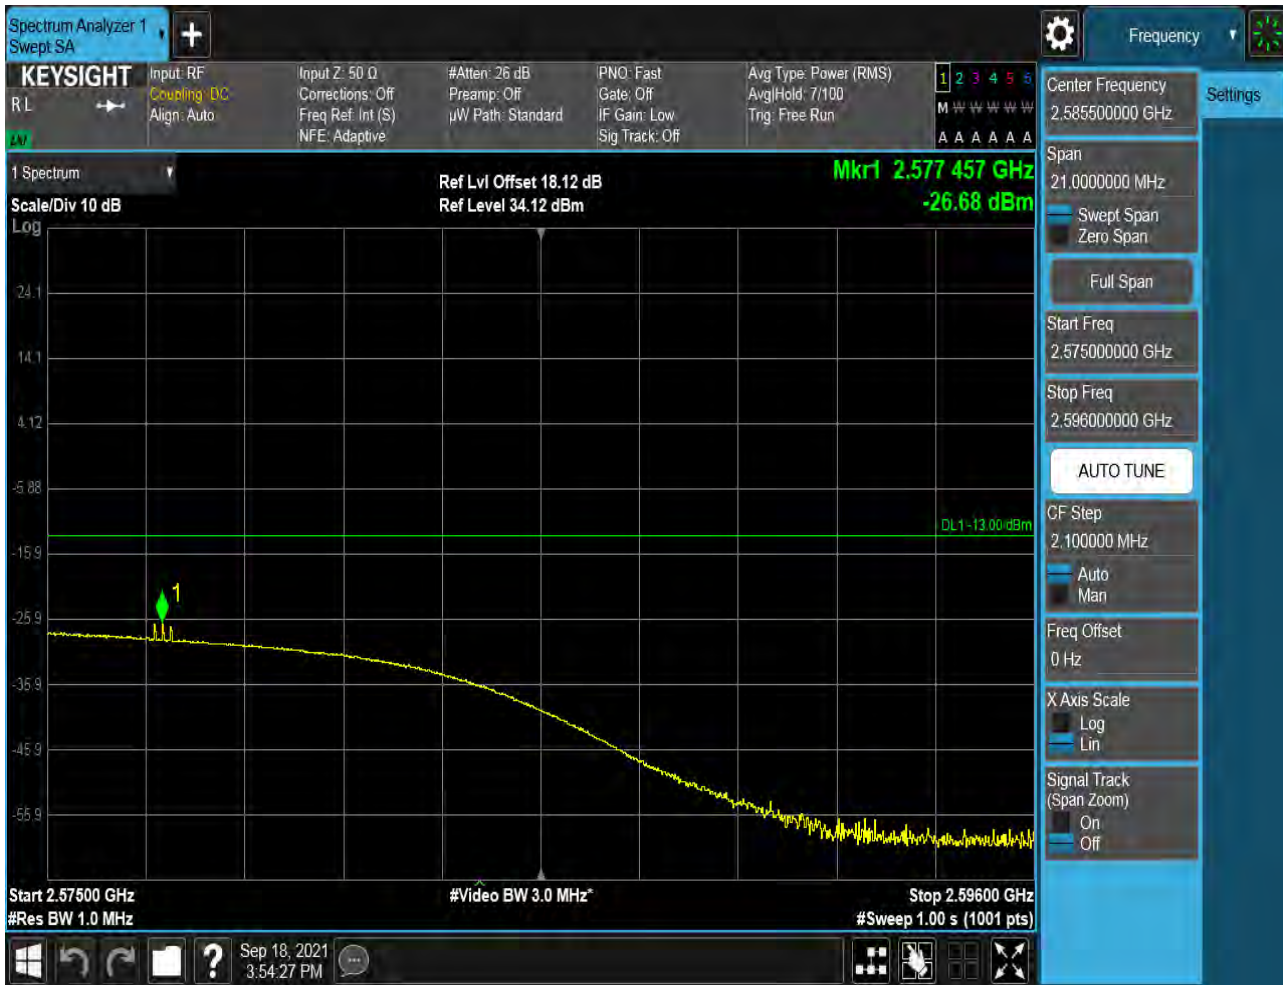 Spectrum Analyzer 1
Swept SA
Frequency
KEYSIGHT
R L
Input: RF
Coupling: DC
Align: Auto
Input Z: 50 Ω
Corrections: Off
Freq Ref: Int (S)
NFE: Adaptive
#Atten: 26 dB
Preamp: Off
µW Path: Standard
PNO: Fast
Gate: Off
IF Gain: Low
Sig Track: Off
Avg Type: Power (RMS)
Avg|Hold: 7/100
Trig: Free Run
1 2 3 4 5 6
M W W W W W
A A A A A A
1 Spectrum
Scale/Div 10 dB
Log
Ref Lvl Offset 18.12 dB
Ref Level 34.12 dBm
Mkr1 2.577 457 GHz
-26.68 dBm
24.1
14.1
4.12
-5.88
-15.9
-25.9
-35.9
-45.9
-55.9
DL1 -13.00 dBm
1
Start 2.57500 GHz
#Res BW 1.0 MHz
#Video BW 3.0 MHz*
Stop 2.59600 GHz
#Sweep 1.00 s (1001 pts)
Sep 18, 2021
3:54:27 PM
Center Frequency
2.585500000 GHz
Span
21.0000000 MHz
Swept Span
Zero Span
Full Span
Start Freq
2.575000000 GHz
Stop Freq
2.596000000 GHz
AUTO TUNE
CF Step
2.100000 MHz
Auto
Man
Freq Offset
0 Hz
X Axis Scale
Log
Lin
Signal Track
(Span Zoom)
On
Off
Settings